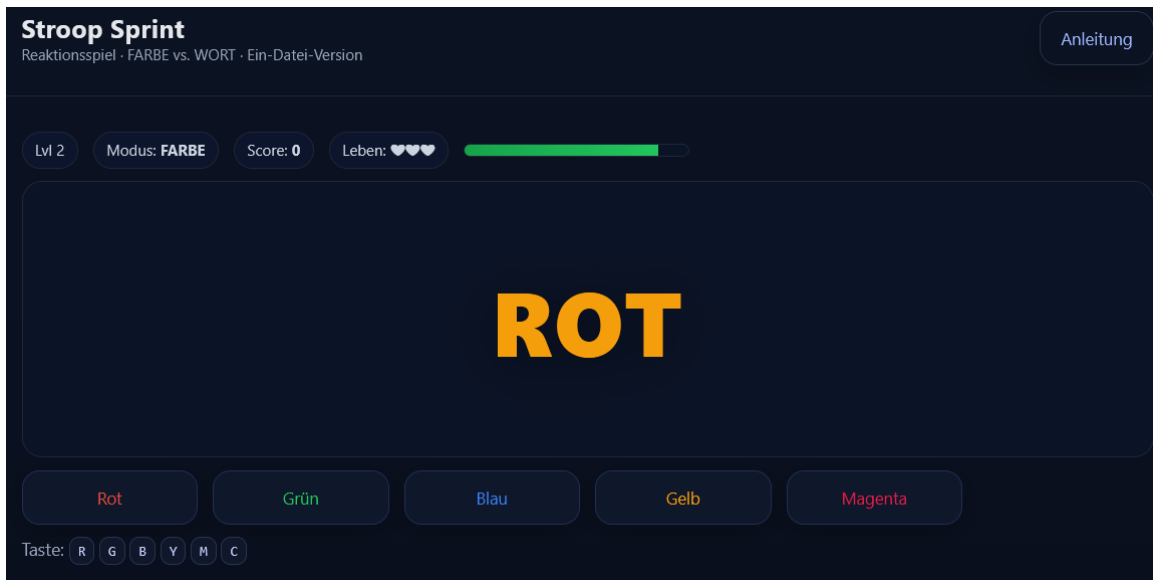 Stroop Sprint
Reaktionsspiel · FARBE vs. WORT · Ein-Datei-Version
Anleitung
Lvl 2
Modus: FARBE
Score: 0
Leben: ♥♥♥
ROT
Rot
Grün
Blau
Gelb
Magenta
Taste: R G B Y M C